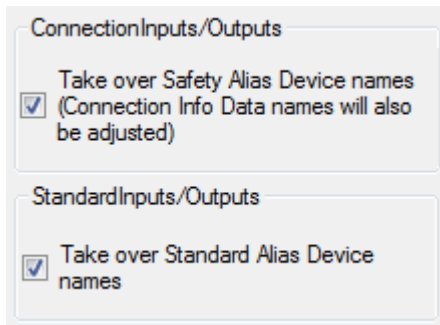 ConnectionInputs/Outputs
Take over Safety Alias Device names
(Connection Info Data names will also
be adjusted)
StandardInputs/Outputs
Take over Standard Alias Device
names